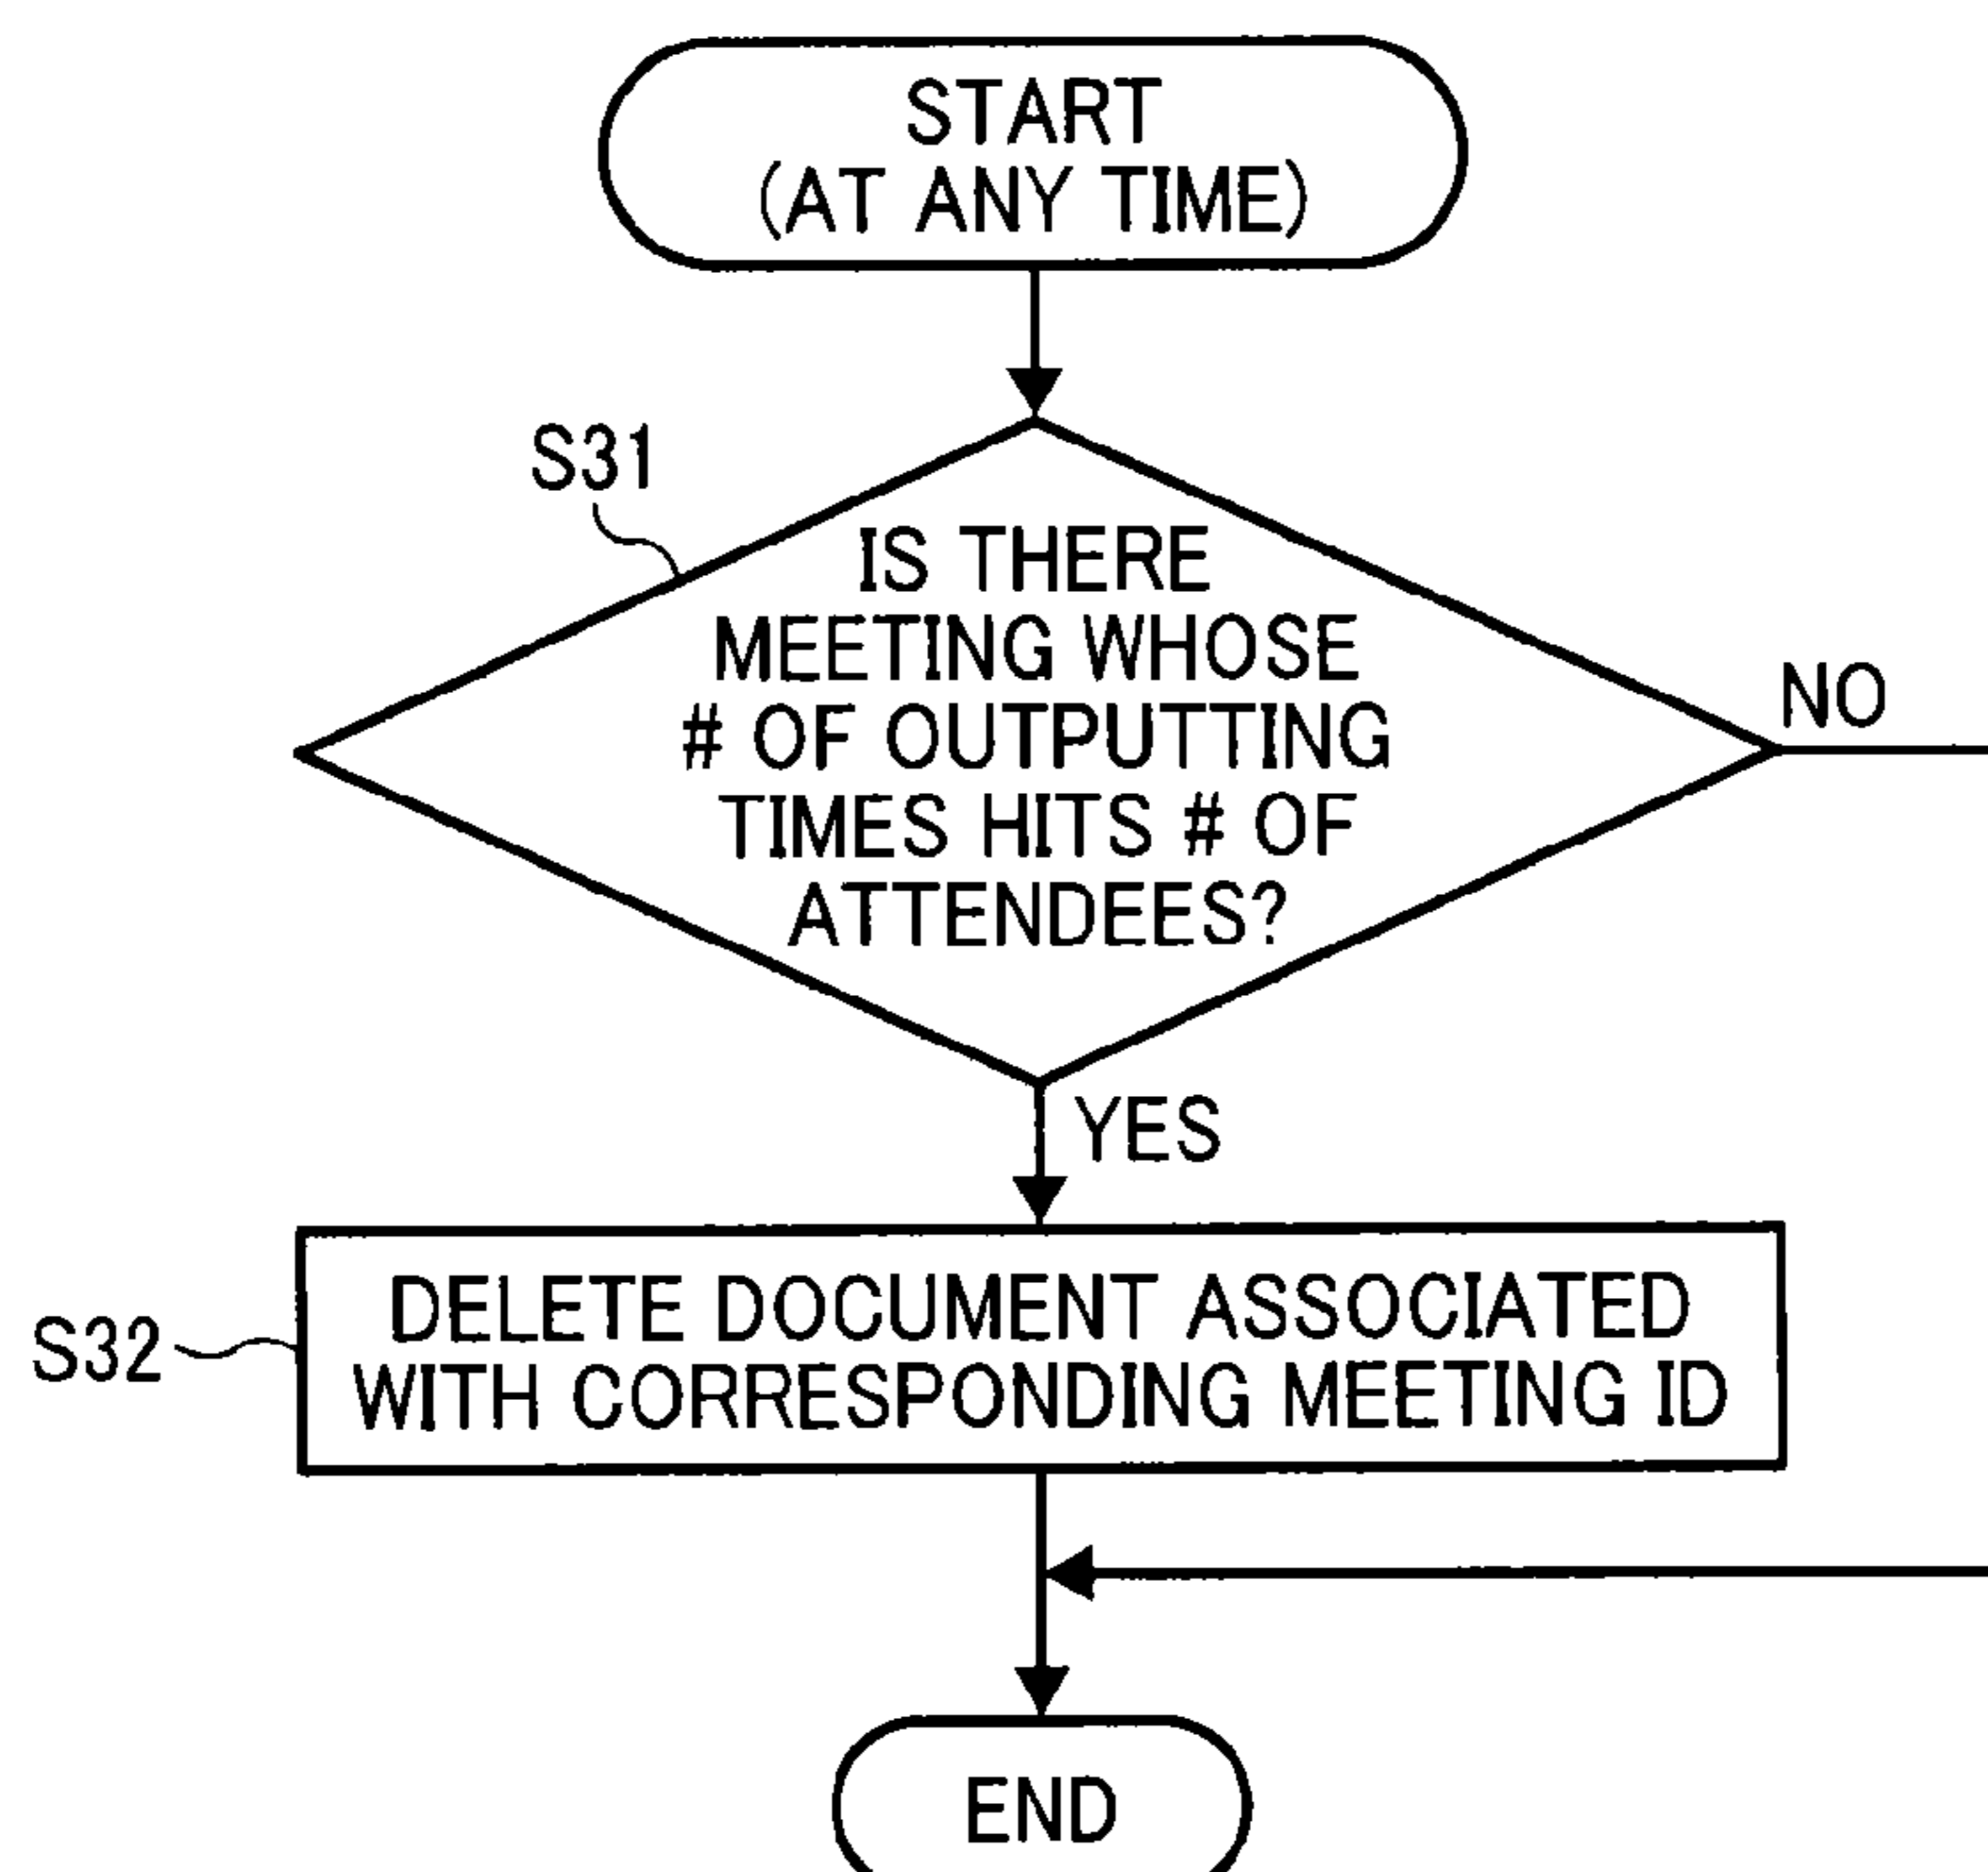 START
(AT ANY TIME)
S31
IS THERE
MEETING WHOSE
# OF OUTPUTTING
TIMES HITS # OF
ATTENDEES?
NO
YES
S32
DELETE DOCUMENT ASSOCIATED
WITH CORRESPONDING MEETING ID
END